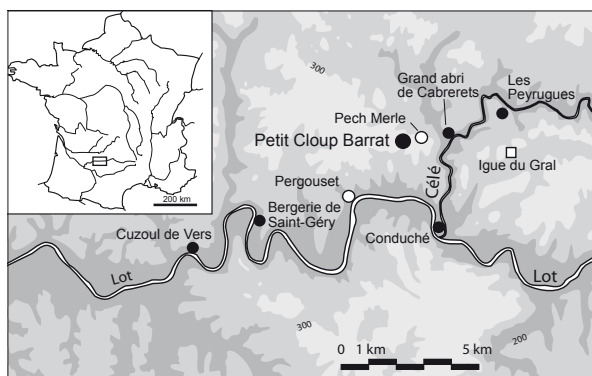 300
Grand abri
de Cabrerets
Les
Peyrugues
Pech Merle
Petit Cloup Barrat
Igue du Gral
Célé
200 km
Pergouset
Bergerie de
Saint-Géry
Cuzoul de Vers
Conduché
Lot
Lot
300
200
0 1 km 5 km